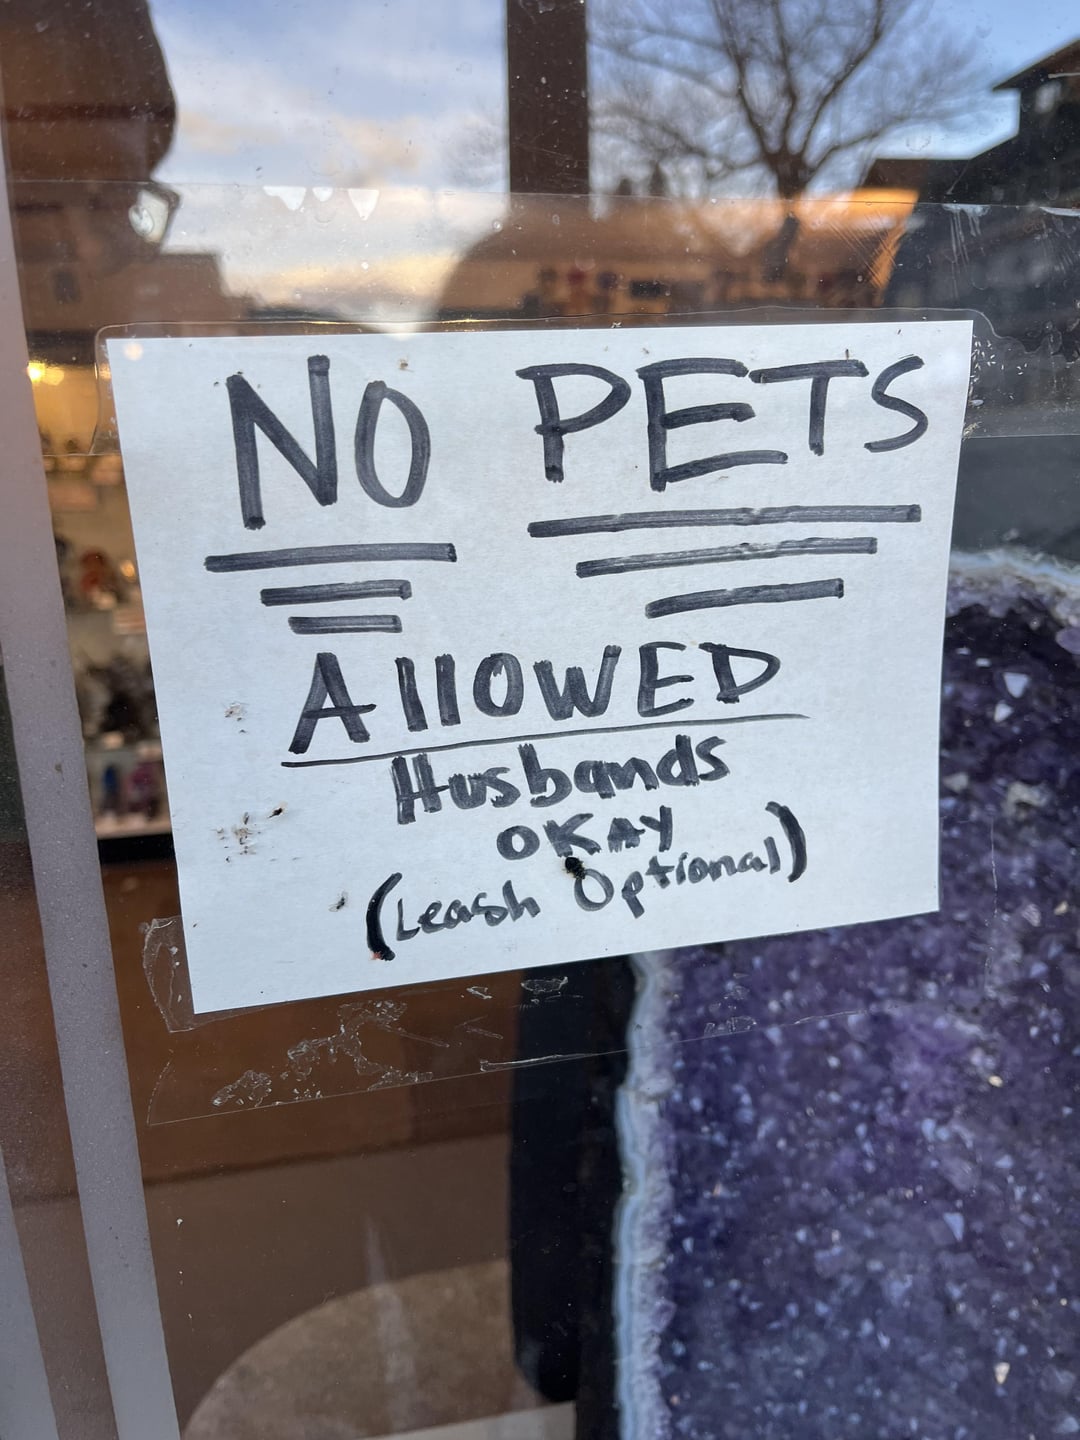 NO PETS
AllOWED
Husbands
OKAY
(Leash Optional)